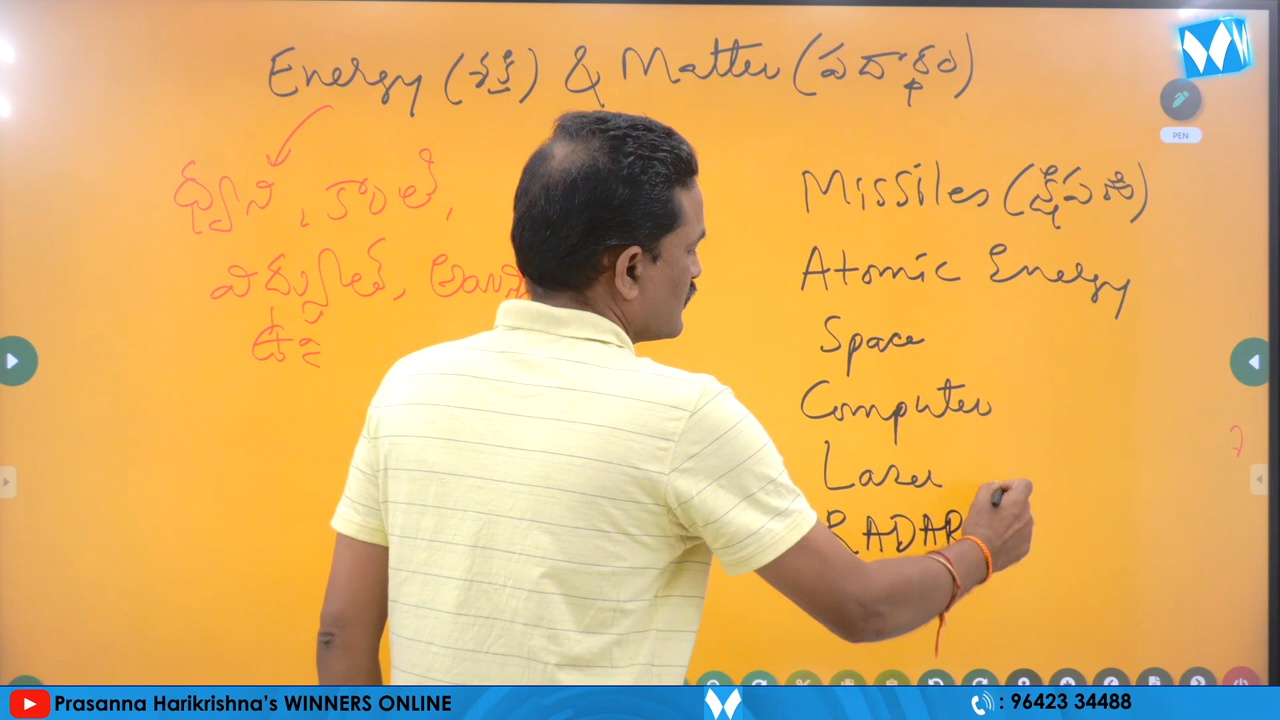 Energy (శక్తి) & Matter (పదార్థం)
PEN
ధ్వని, కాంతి,
విద్యుత్,
ఉష్ణ
Missiles (క్షిపణి)
Atomic Energy
Space
Computer
Laser
RADAR
Prasanna Harikrishna's WINNERS ONLINE
: 96423 34488